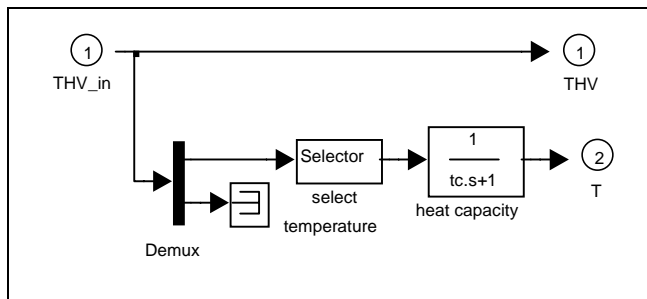 1
THV_in
1
THV
Demux
Selector
select
temperature
1
tc.s+1
heat capacity
2
T